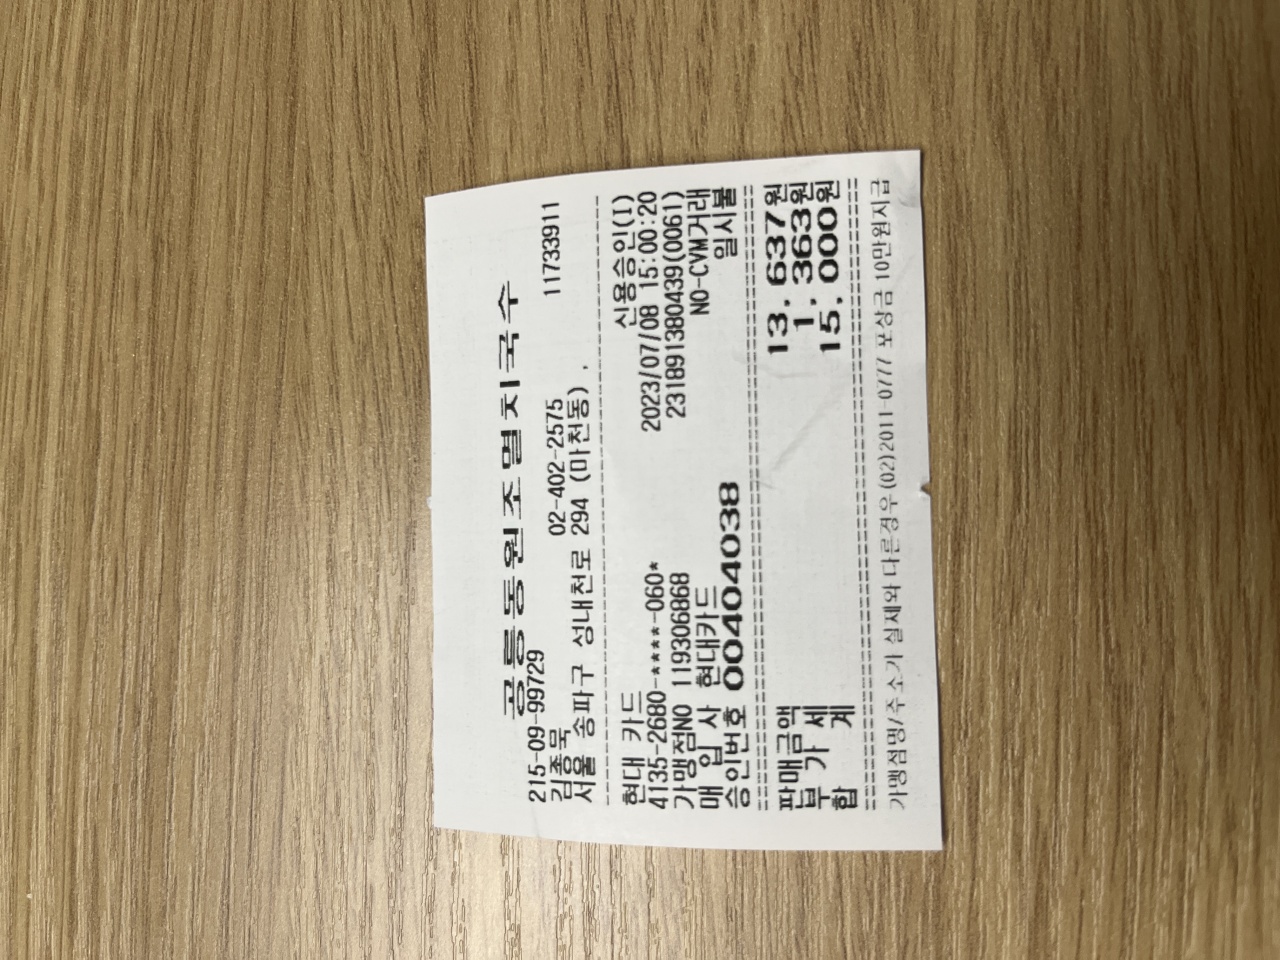 공릉동원조멸치국수
215-09-99729
김종묵 02-402-2575 11733911
서울 송파구 성내천로 294 (마천동) .
현대 카드 신용승인(I)
4135-2680-****-060* 2023/07/08 15:00:20
가맹점NO 119306868 231891380439(0061)
매 입 사 현대카드 NO-CVM거래
승인번호 00404038 일시불
판매금액 13,637원
부 가 세 1,363원
합 계 15,000원
가맹점명/주소가 실제와 다른경우 (02)2011-0777 포상금 10만원지급